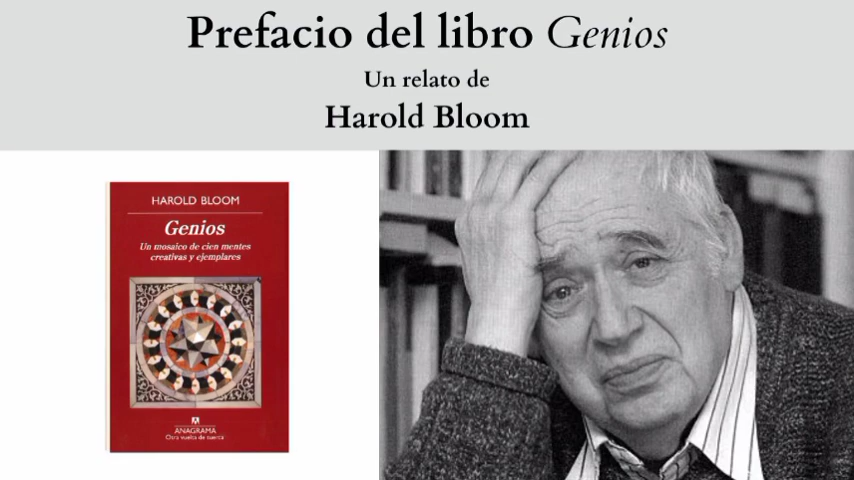 Prefacio del libro Genios
Un relato de
Harold Bloom
HAROLD BLOOM
Genios
Un mosaico de cien mentes
creativas y ejemplares
ANAGRAMA
Otra vuelta de tuerca